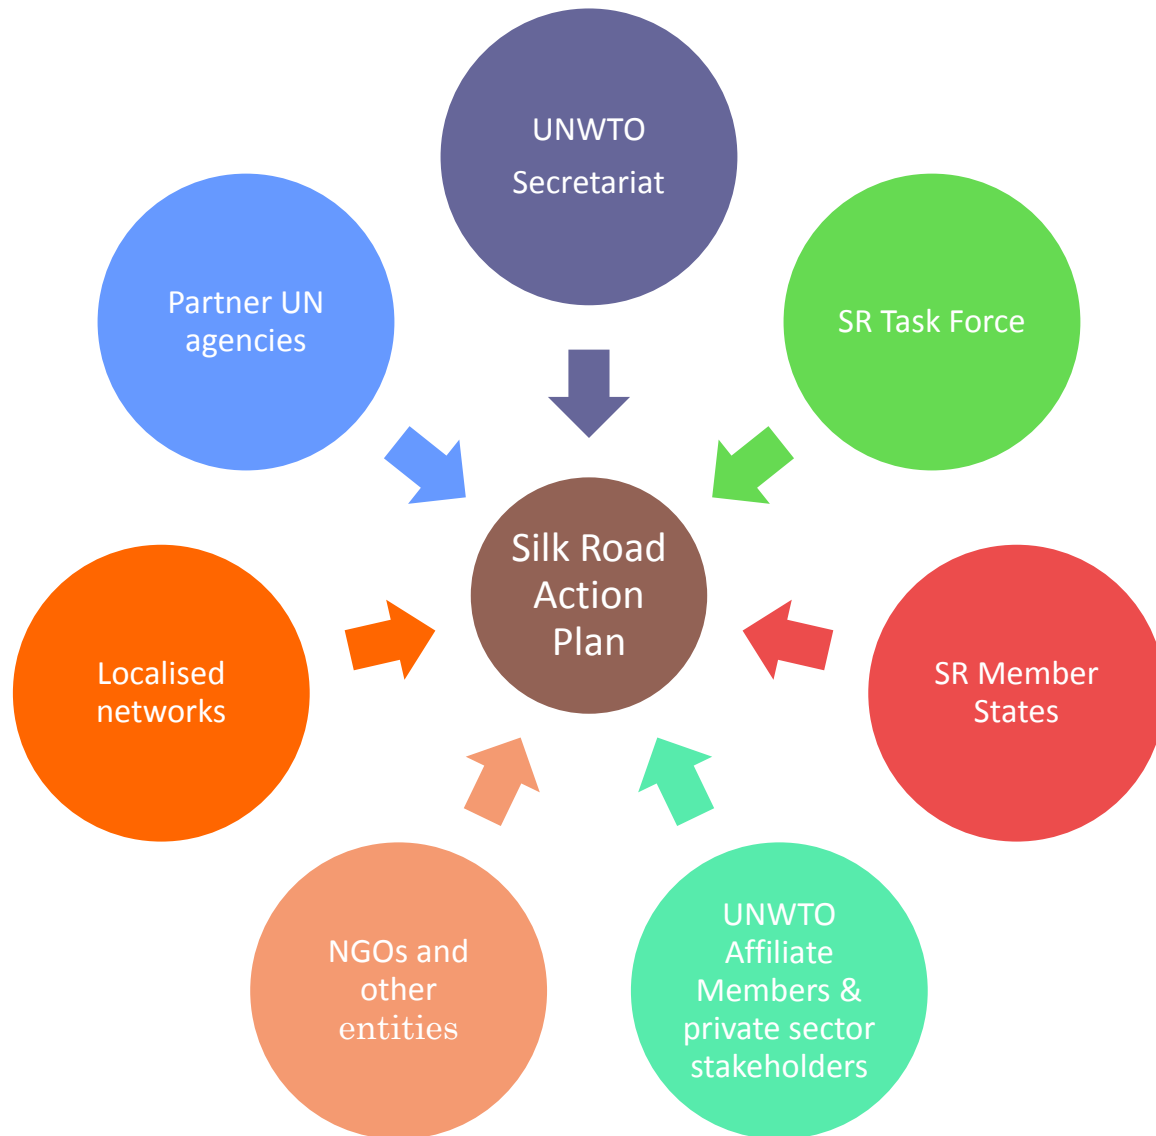 UNWTO
Secretariat
SR Task Force
SR Member
States
UNWTO
Affiliate
Members &
private sector
stakeholders
NGOs and
other
entities
Localised
networks
Partner UN
agencies
Silk Road
Action
Plan